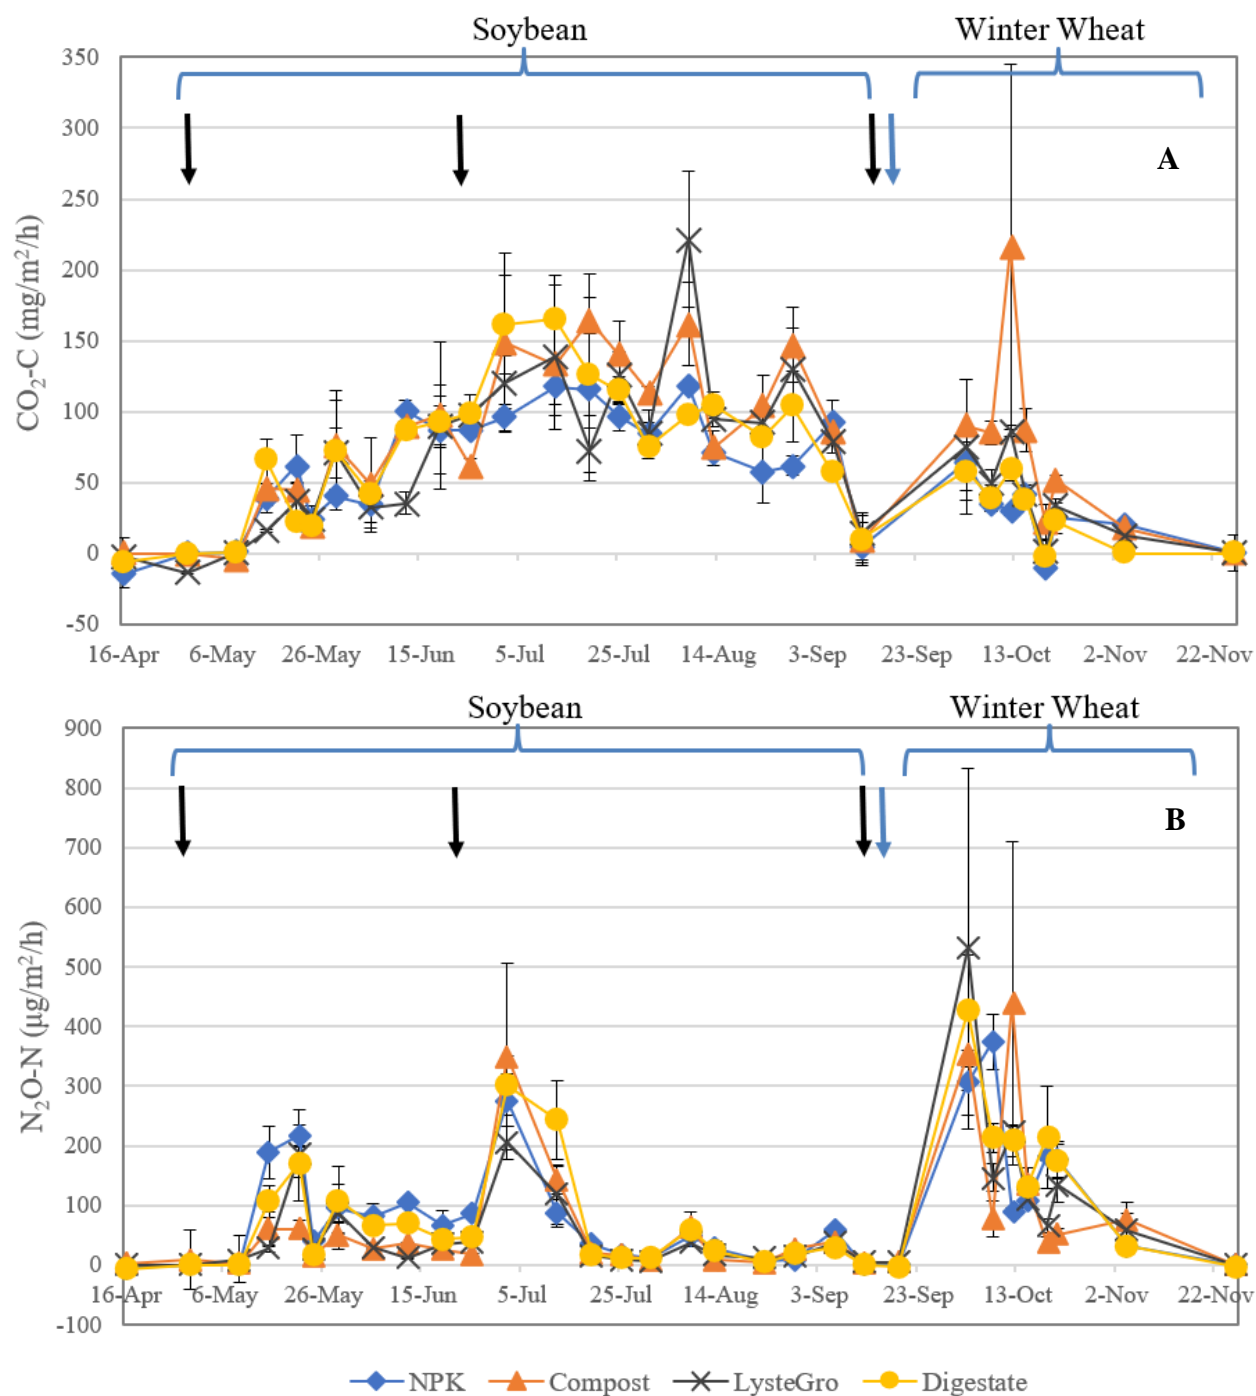 Soybean Winter Wheat
350
300
250
200
150
100
50
0
-50
A
CO₂-C (mg/m²/h)
16-Apr 6-May 26-May 15-Jun 5-Jul 25-Jul 14-Aug 3-Sep 23-Sep 13-Oct 2-Nov 22-Nov
Soybean Winter Wheat
900
800
700
600
500
400
300
200
100
0
-100
B
N₂O-N (µg/m²/h)
16-Apr 6-May 26-May 15-Jun 5-Jul 25-Jul 14-Aug 3-Sep 23-Sep 13-Oct 2-Nov 22-Nov
NPK Compost LysteGro Digestate